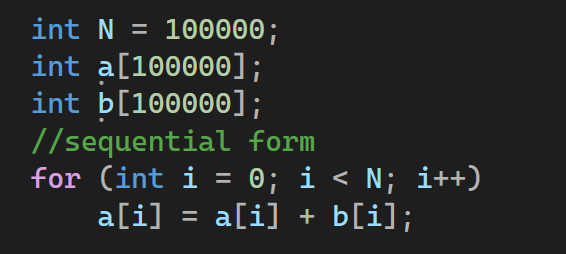 int N = 100000;
int a[100000];
int b[100000];
//sequential form
for (int i = 0; i < N; i++)
    a[i] = a[i] + b[i];